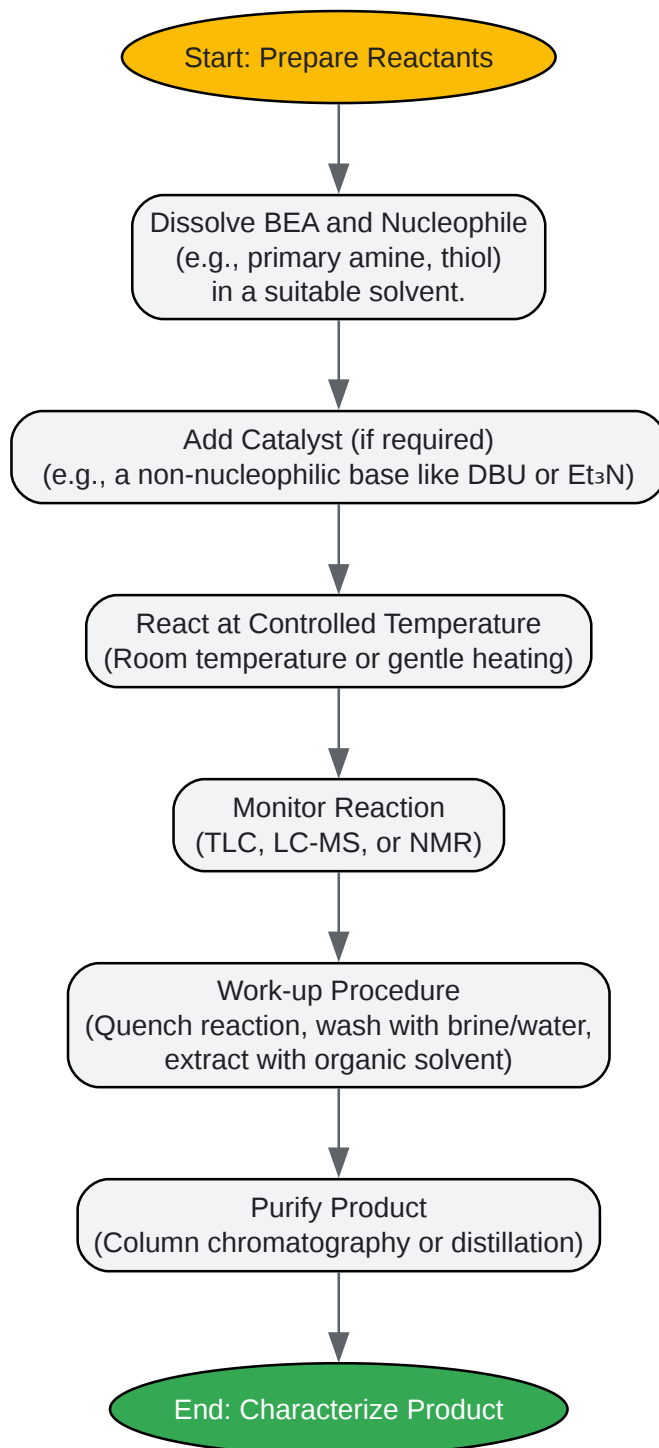 Start: Prepare Reactants
Dissolve BEA and Nucleophile
(e.g., primary amine, thiol)
in a suitable solvent.
Add Catalyst (if required)
(e.g., a non-nucleophilic base like DBU or Et₃N)
React at Controlled Temperature
(Room temperature or gentle heating)
Monitor Reaction
(TLC, LC-MS, or NMR)
Work-up Procedure
(Quench reaction, wash with brine/water,
extract with organic solvent)
Purify Product
(Column chromatography or distillation)
End: Characterize Product